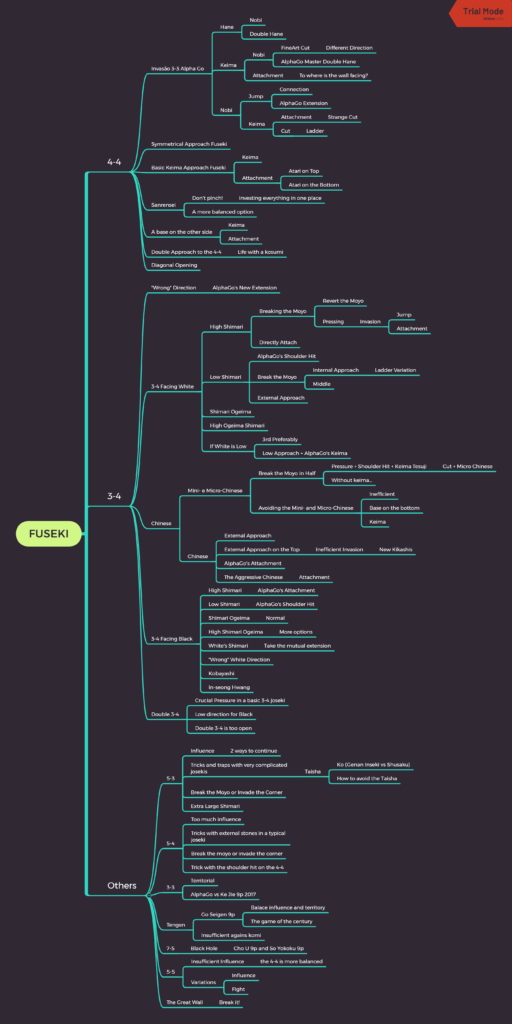 Trial Mode
FUSEKI
4-4
Invasão 3-3 Alpha Go
Hane
Nobi
Double Hane
Keima
Nobi
FineArt Cut
Different Direction
AlphaGo Master Double Hane
Attachment
To where is the wall facing?
Nobi
Jump
Connection
AlphaGo Extension
Keima
Attachment
Strange Cut
Cut
Ladder
Symmetrical Approach Fuseki
Basic Keima Approach Fuseki
Keima
Attachment
Atari on Top
Atari on the Bottom
Sanrensei
Don't pinch!
Investing everything in one place
A more balanced option
A base on the other side
Keima
Attachment
Double Approach to the 4-4
Life with a kosumi
Diagonal Opening
3-4
"Wrong" Direction
AlphaGo's New Extension
3-4 Facing White
High Shimari
Breaking the Moyo
Revert the Moyo
Pressing
Invasion
Jump
Attachment
Directly Attach
Low Shimari
AlphaGo's Shoulder Hit
Break the Moyo
Internal Approach
Ladder Variation
Middle
External Approach
Shimari Ogeima
High Ogeima Shimari
If White is Low
3rd Preferably
Low Approach + AlphaGo's Keima
Chinese
Mini- e Micro-Chinese
Break the Moyo in Half
Pressure + Shoulder Hit + Keima Tesuji
Cut + Micro Chinese
Without keima...
Avoiding the Mini- and Micro-Chinese
Inefficient
Base on the bottom
Keima
Chinese
External Approach
External Approach on the Top
Inefficient Invasion
New Kikashis
AlphaGo's Attachment
The Aggressive Chinese
Attachment
3-4 Facing Black
High Shimari
AlphaGo's Attachment
Low Shimari
AlphaGo's Shoulder Hit
Shimari Ogeima
Normal
High Shimari Ogeima
More options
White's Shimari
Take the mutual extension
"Wrong" White Direction
Kobayashi
In-seong Hwang
Double 3-4
Crucial Pressure in a basic 3-4 joseki
Low direction for Black
Double 3-4 is too open
Others
5-3
Influence
2 ways to continue
Tricks and traps with very complicated
josekis
Taisha
Ko (Genan Inseki vs Shusaku)
How to avoid the Taisha
Break the Moyo or Invade the Corner
Extra Large Shimari
5-4
Too much influence
Tricks with external stones in a typical
joseki
Break the moyo or invade the corner
Trick with the shoulder hit on the 4-4
3-3
Territorial
AlphaGo vs Ke Jie 9p 2017
Tengen
Go Seigen 9p
Balace influence and territory
The game of the century
Insufficient agains komi
7-5
Black Hole
Cho U 9p and So Yokoku 9p
5-5
Insufficient Influence
the 4-4 is more balanced
Variations
Influence
Fight
The Great Wall
Break it!